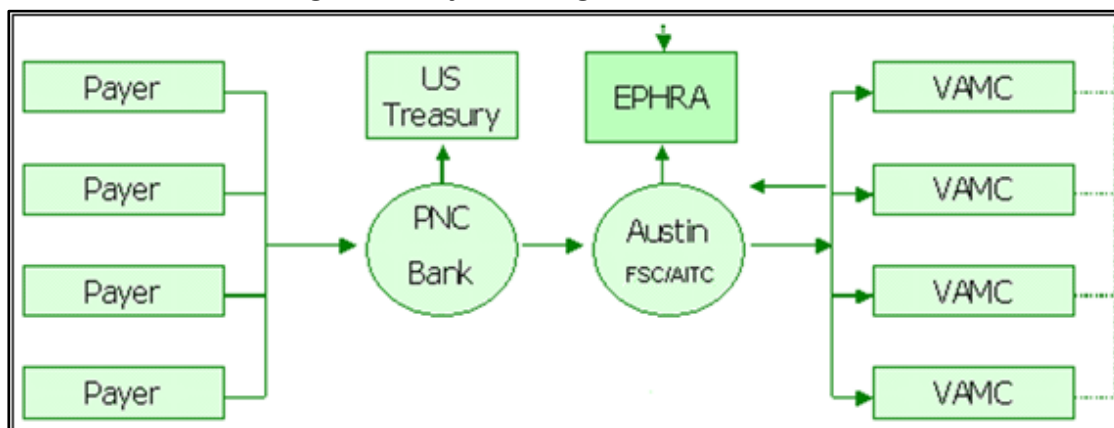 Payer
Payer
Payer
Payer
US
Treasury
PNC
Bank
EPHRA
Austin
FSC/AITC
VAMC
VAMC
VAMC
VAMC